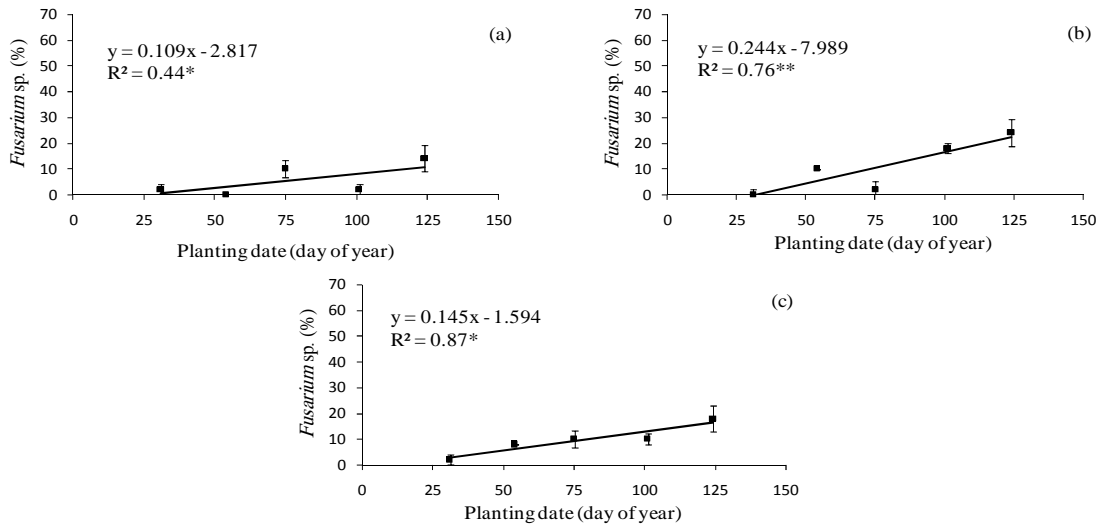 70
60
50
40
30
20
10
0
Fusarium sp. (%)
y = 0.109x - 2.817
R² = 0.44*
(a)
0 25 50 75 100 125 150
Planting date (day of year)
70
60
50
40
30
20
10
0
Fusarium sp. (%)
y = 0.244x - 7.989
R² = 0.76**
(b)
0 25 50 75 100 125 150
Planting date (day of year)
70
60
50
40
30
20
10
0
Fusarium sp. (%)
y = 0.145x - 1.594
R² = 0.87*
(c)
0 25 50 75 100 125 150
Planting date (day of year)